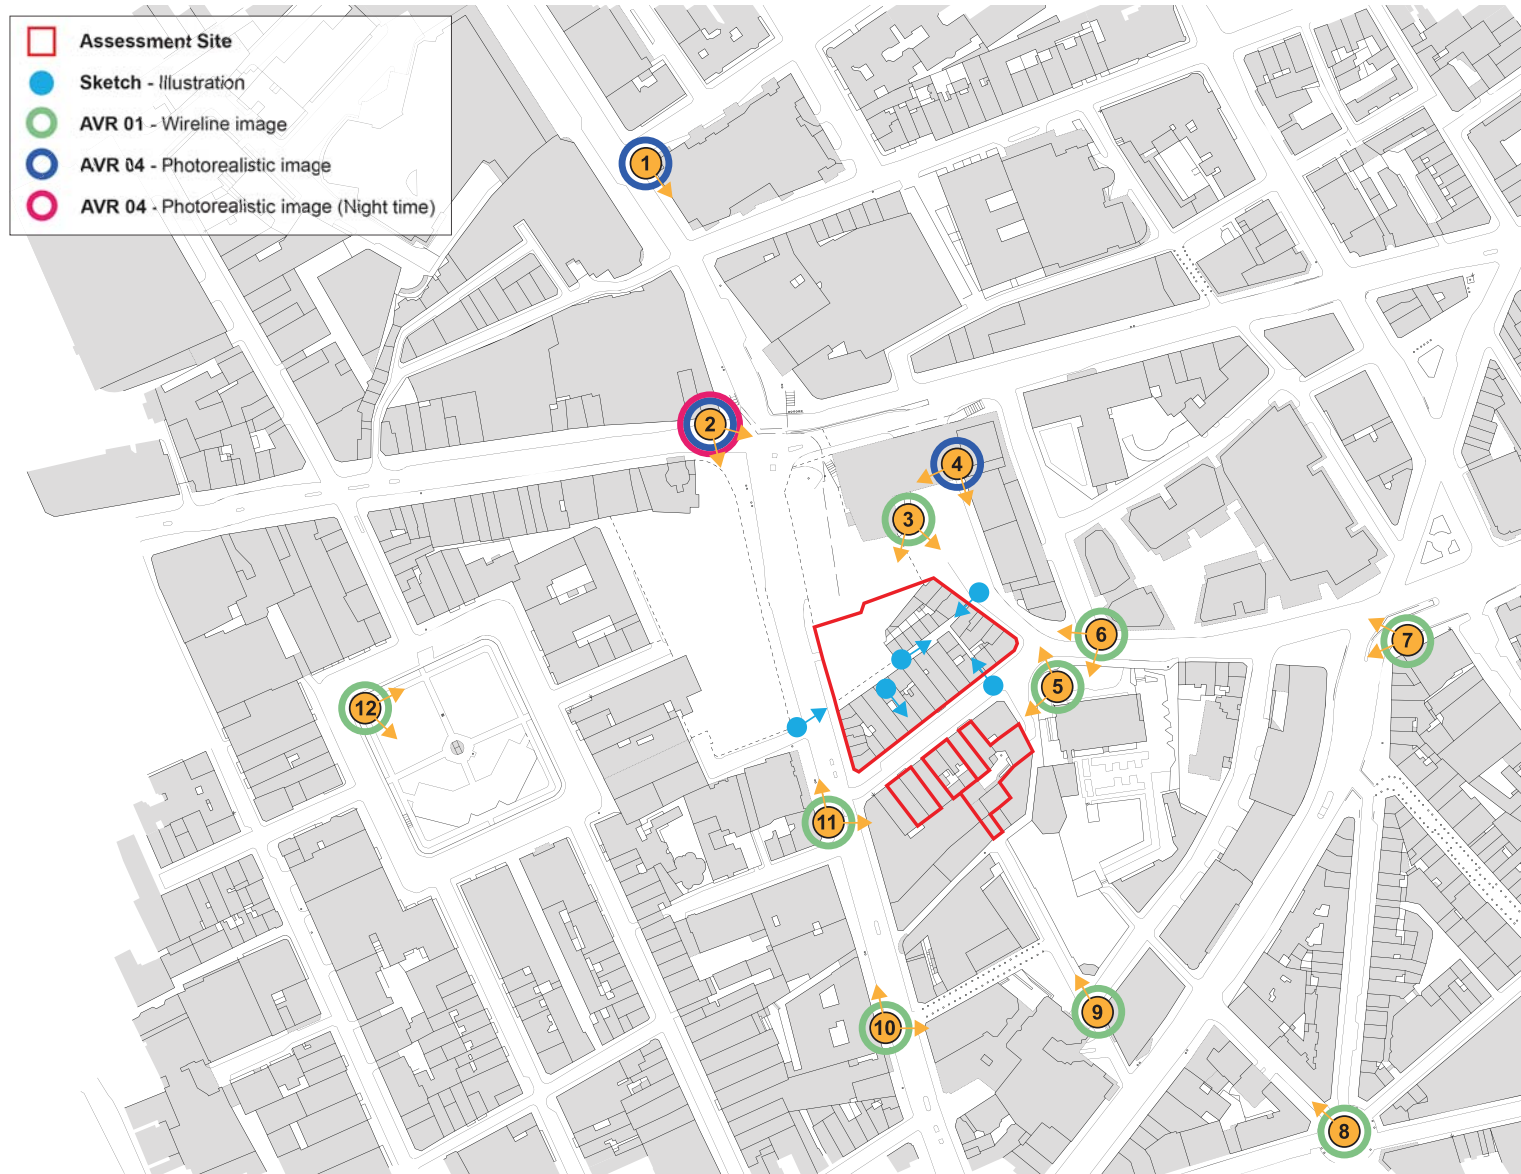 Assessment Site
Sketch - Illustration
AVR 01 - Wireline image
AVR 04 - Photorealistic image
AVR 04 - Photorealistic image (Night time)
1
2
4
3
6
7
5
12
11
10
9
8